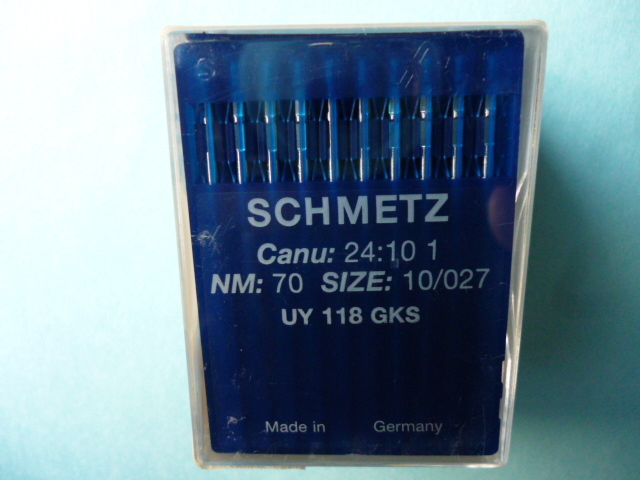 SCHMETZ
Canu: 24:10 1
NM: 70 SIZE: 10/027
UY 118 GKS
Made in Germany